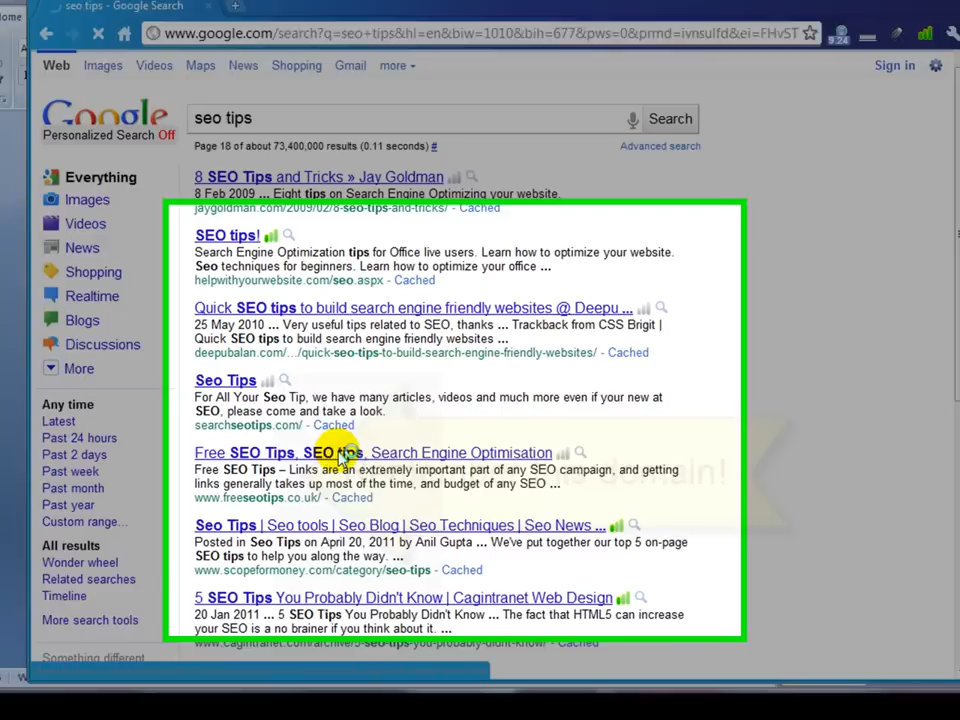 seo tips - Google Search
www.google.com/search?q=seo+tips&hl=en&biw=1010&bih=677&pws=0&prmd=ivnsulfd&ei=FHvST
9.24
Web Images Videos Maps News Shopping Gmail more
Sign in
Google
Personalized Search Off
seo tips
Search
Page 18 of about 73,400,000 results (0.11 seconds) #
Advanced search
Everything
Images
Videos
News
Shopping
Realtime
Blogs
Discussions
More
Any time
Latest
Past 24 hours
Past 2 days
Past week
Past month
Past year
Custom range...
All results
Wonder wheel
Related searches
Timeline
More search tools
Something different
8 SEO Tips and Tricks » Jay Goldman
8 Feb 2009 ... Eight tips on Search Engine Optimizing your website.
jaygoldman.com/2009/02/8-seo-tips-and-tricks/ - Cached
SEO tips!
Search Engine Optimization tips for Office live users. Learn how to optimize your website.
Seo techniques for beginners. Learn how to optimize your office ...
helpwithyourwebsite.com/seo.aspx - Cached
Quick SEO tips to build search engine friendly websites @ Deepu ...
25 May 2010 ... Very useful tips related to SEO, thanks ... Trackback from CSS Brigit |
Quick SEO tips to build search engine friendly websites ...
deepubalan.com/.../quick-seo-tips-to-build-search-engine-friendly-websites/ - Cached
Seo Tips
For All Your Seo Tip, we have many articles, videos and much more even if your new at
SEO, please come and take a look.
searchseotips.com/ - Cached
Free SEO Tips, SEO tips, Search Engine Optimisation
Free SEO Tips – Links are an extremely important part of any SEO campaign, and getting
links generally takes up most of the time, and budget of any SEO ...
www.freeseotips.co.uk/ - Cached
Seo Tips | Seo tools | Seo Blog | Seo Techniques | Seo News ...
Posted in Seo Tips on April 20, 2011 by Anil Gupta ... We've put together our top 5 on-page
SEO tips to help you along the way. ...
www.scopeformoney.com/category/seo-tips - Cached
5 SEO Tips You Probably Didn't Know | Cagintranet Web Design
20 Jan 2011 ... 5 SEO Tips You Probably Didn't Know ... The fact that HTML5 can increase
your SEO is a no brainer if you think about it. ...
www.cagintranet.com/archive/5-seo-tips-you-probably-didnt-know/ - Cached
domain!